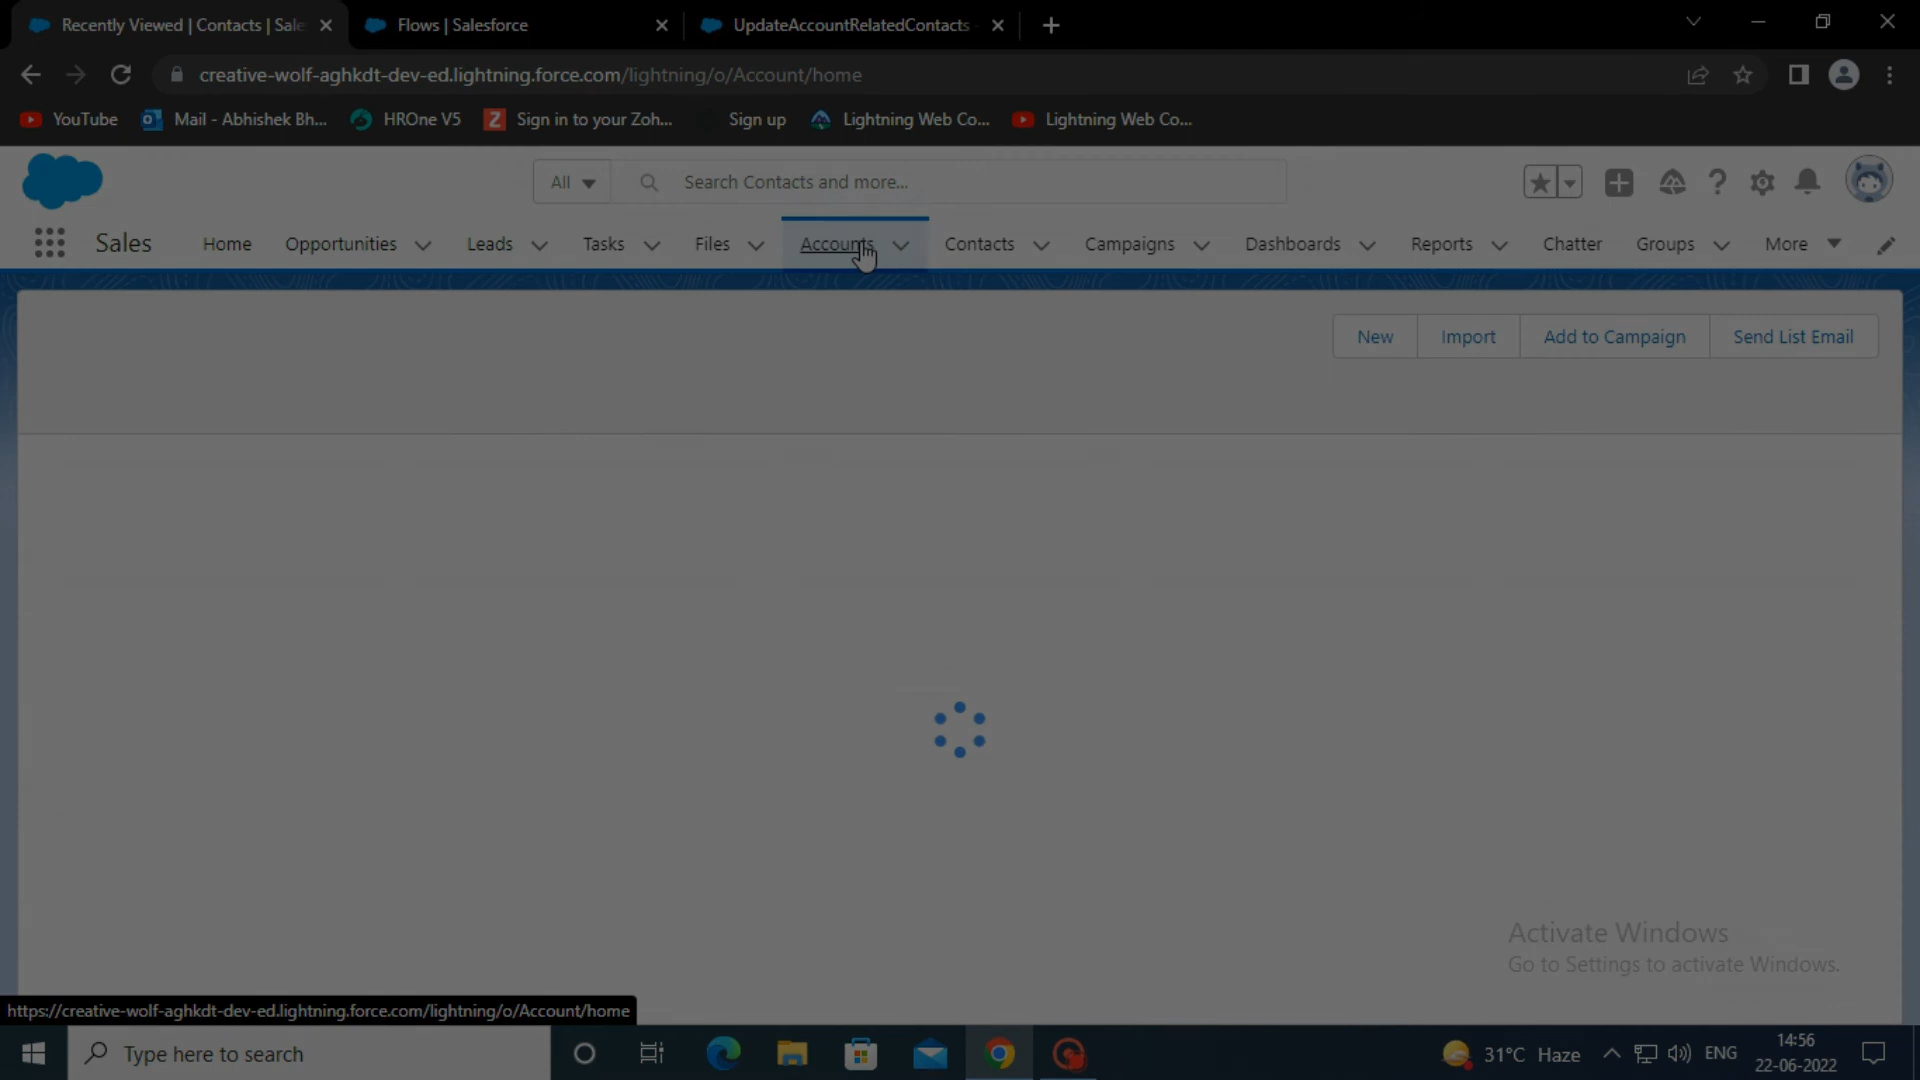 Recently Viewed | Contacts | Sale
Flows | Salesforce
UpdateAccountRelatedContacts -
creative-wolf-aghkdt-dev-ed.lightning.force.com/lightning/o/Account/home
YouTube
Mail - Abhishek Bh...
HROne V5
Sign in to your Zoh...
Sign up
Lightning Web Co...
Lightning Web Co...
All
Search Contacts and more...
Sales
Home
Opportunities
Leads
Tasks
Files
Accounts
Contacts
Campaigns
Dashboards
Reports
Chatter
Groups
More
New
Import
Add to Campaign
Send List Email
Activate Windows
Go to Settings to activate Windows.
https://creative-wolf-aghkdt-dev-ed.lightning.force.com/lightning/o/Account/home
Type here to search
31°C Haze
ENG
14:56
22-06-2022